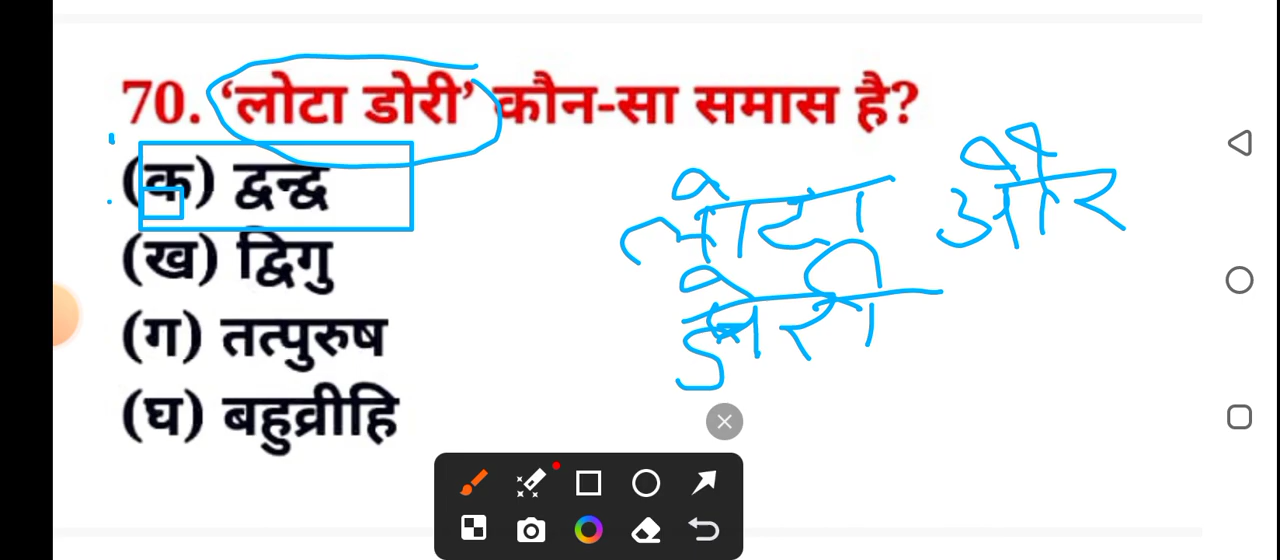 70. ‘लोटा डोरी’ कौन-सा समास है?
(क) द्वन्द्व
(ख) द्विगु
(ग) तत्पुरुष
(घ) बहुव्रीहि
लोटा और
डोरी